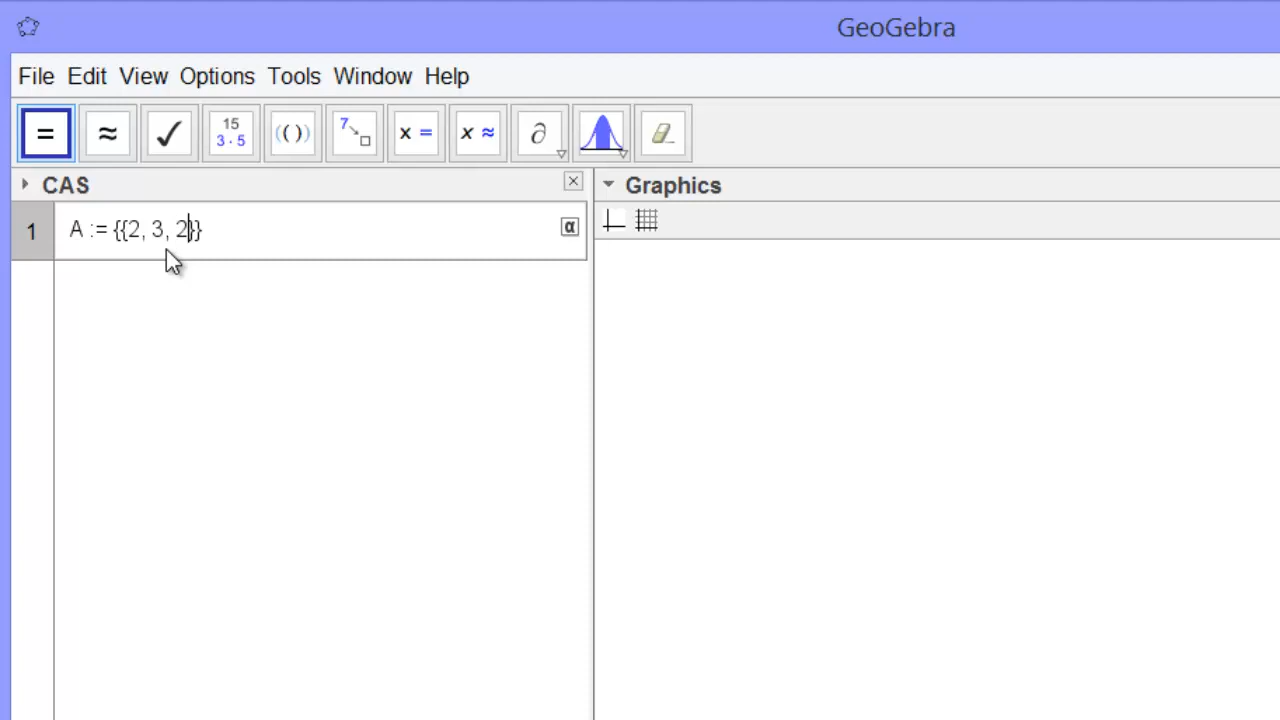 GeoGebra
File Edit View Options Tools Window Help
= ≈ ✓ 15 3·5 (( )) 7 x = x ≈ ∂
CAS
Graphics
1 A := {{2, 3, 2}} α